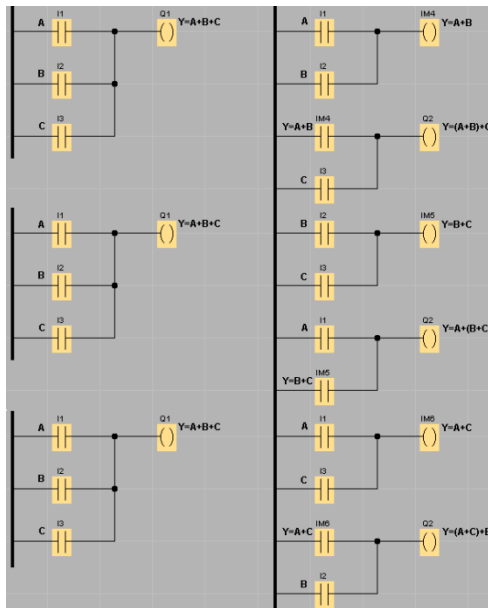 I1 Q1
A Y=A+B+C
I2
B
I3
C
I1 Q1
A Y=A+B+C
I2
B
I3
C
I1 Q1
A Y=A+B+C
I2
B
I3
C
I1 IM4
A Y=A+B
I2
B
IM4 Q2
Y=A+B Y=(A+B)+C
I3
C
I2 IM5
B Y=B+C
I3
C
I1 Q2
A Y=A+(B+C
IM5
Y=B+C
I1 IM6
A Y=A+C
I3
C
IM6 Q2
Y=A+C Y=(A+C)+B
I2
B